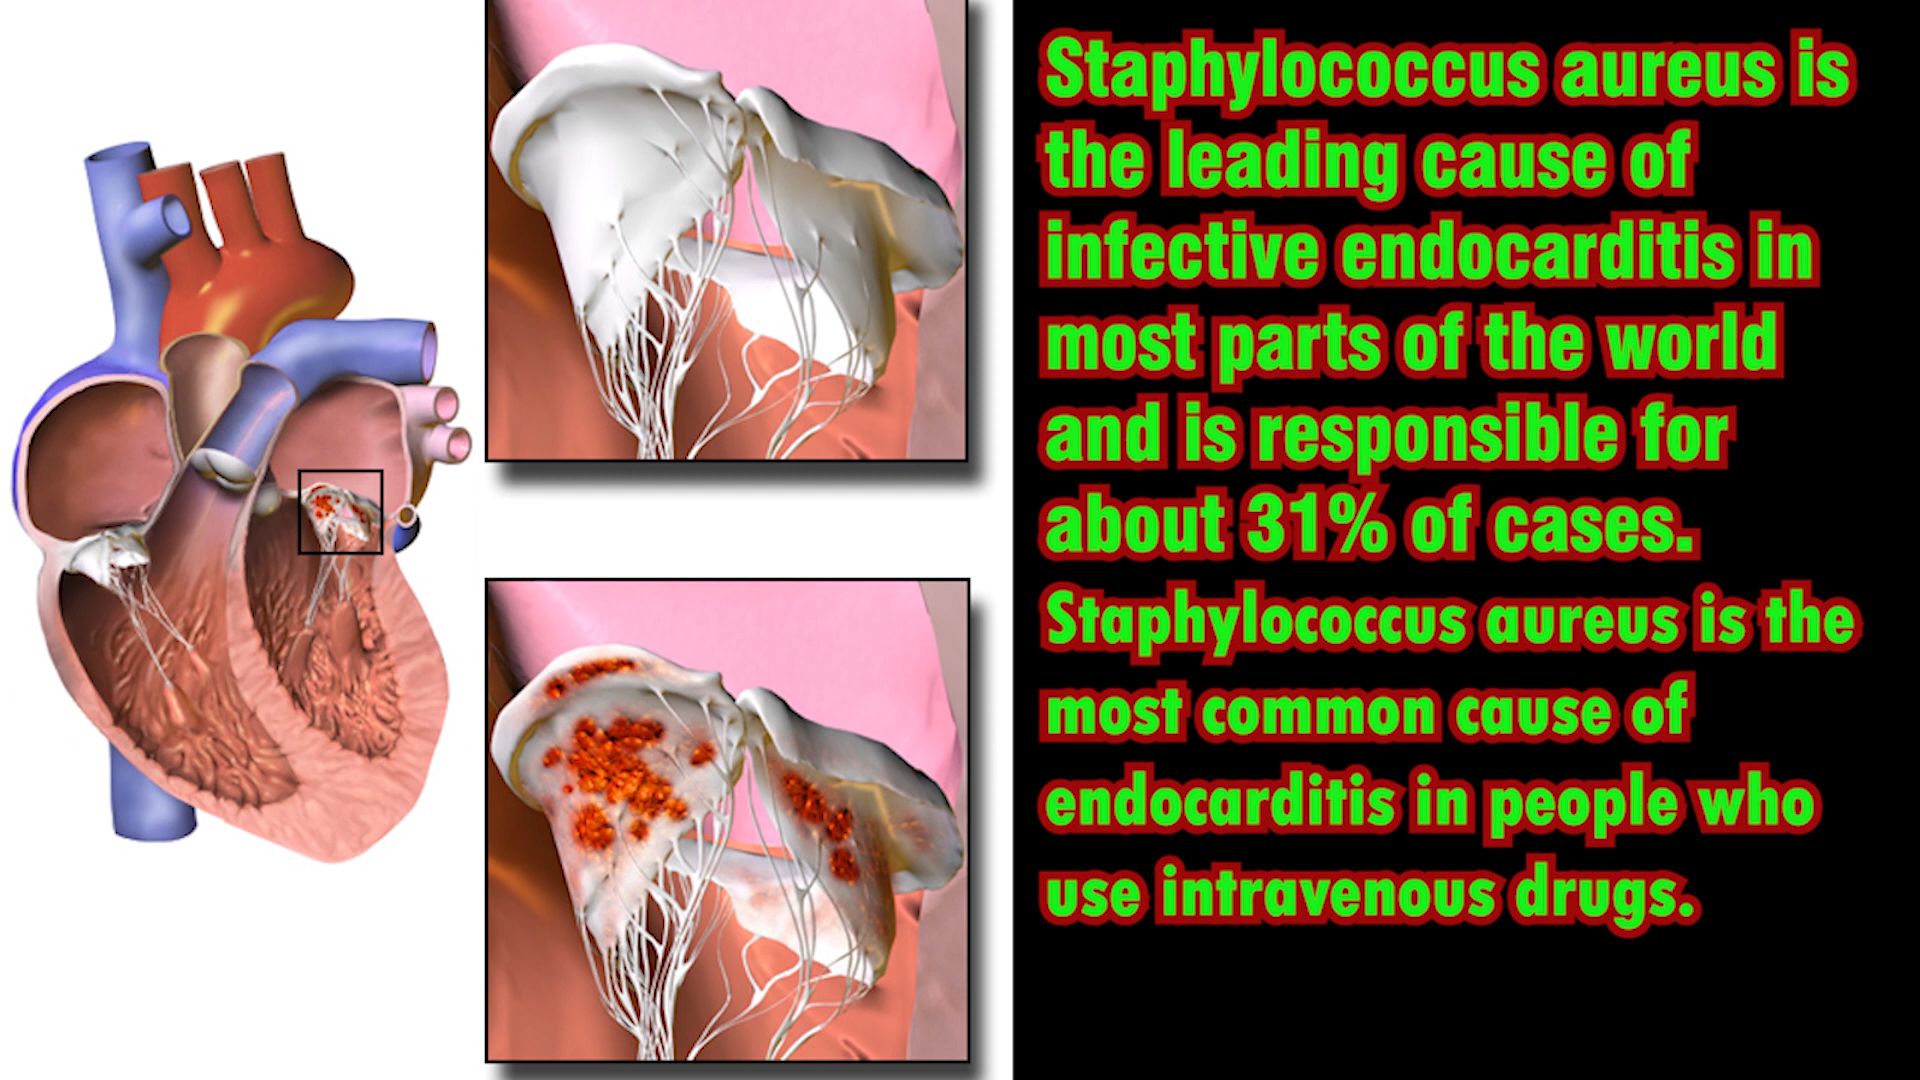 Staphylococcus aureus is
the leading cause of
infective endocarditis in
most parts of the world
and is responsible for
about 31% of cases.
Staphylococcus aureus is the
most common cause of
endocarditis in people who
use intravenous drugs.